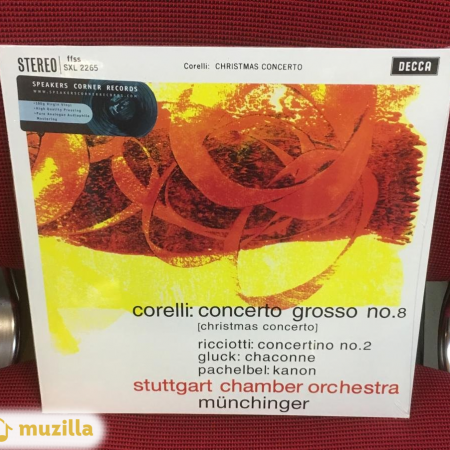 STEREO ffss SXL 2265
Corelli: CHRISTMAS CONCERTO
DECCA
SPEAKERS CORNER RECORDS
corelli: concerto grosso no.8
[christmas concerto]
ricciotti: concertino no.2
gluck: chaconne
pachelbel: kanon
stuttgart chamber orchestra
münchinger
muzilla